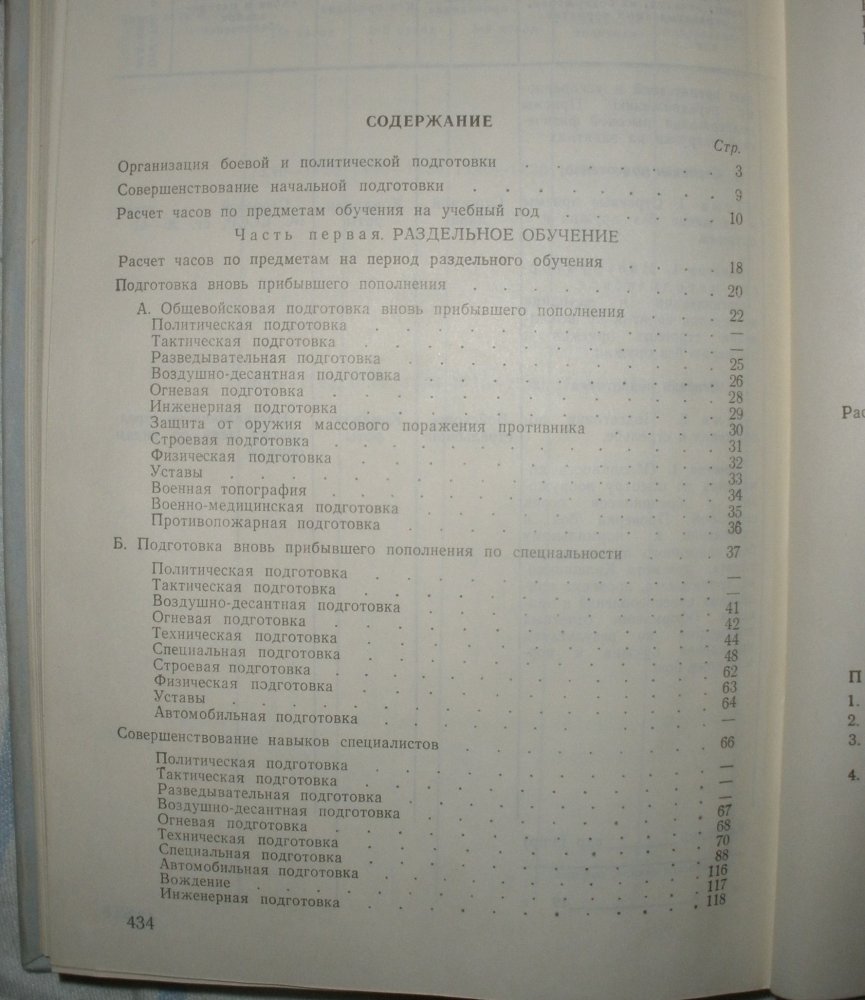 СОДЕРЖАНИЕ
Стр.
Организация боевой и политической подготовки . . . . . . . 3
Совершенствование начальной подготовки . . . . . . . . 9
Расчет часов по предметам обучения на учебный год . . . . . . 10
Часть первая. РАЗДЕЛЬНОЕ ОБУЧЕНИЕ
Расчет часов по предметам на период раздельного обучения . . . . 18
Подготовка вновь прибывшего пополнения . . . . . . . . 20
А. Общевойсковая подготовка вновь прибывшего пополнения . . . 22
Политическая подготовка . . . . . . . . . . . —
Тактическая подготовка . . . . . . . . . . . —
Разведывательная подготовка . . . . . . . . . . 25
Воздушно-десантная подготовка . . . . . . . . . 26
Огневая подготовка . . . . . . . . . . . . 28
Инженерная подготовка . . . . . . . . . . . 29
Защита от оружия массового поражения противника . . . . 30
Строевая подготовка . . . . . . . . . . . . 31
Физическая подготовка . . . . . . . . . . . 32
Уставы . . . . . . . . . . . . . . . 33
Военная топография . . . . . . . . . . . . 34
Военно-медицинская подготовка . . . . . . . . . 35
Противопожарная подготовка . . . . . . . . . . 36
Б. Подготовка вновь прибывшего пополнения по специальности . . . 37
Политическая подготовка . . . . . . . . . . . —
Тактическая подготовка . . . . . . . . . . . —
Воздушно-десантная подготовка . . . . . . . . . 41
Огневая подготовка . . . . . . . . . . . . 42
Техническая подготовка . . . . . . . . . . . 44
Специальная подготовка . . . . . . . . . . . 48
Строевая подготовка . . . . . . . . . . . . 62
Физическая подготовка . . . . . . . . . . . 63
Уставы . . . . . . . . . . . . . . . 64
Автомобильная подготовка . . . . . . . . . . —
Совершенствование навыков специалистов . . . . . . . . 66
Политическая подготовка . . . . . . . . . . . —
Тактическая подготовка . . . . . . . . . . . —
Разведывательная подготовка . . . . . . . . . . —
Воздушно-десантная подготовка . . . . . . . . . 67
Огневая подготовка . . . . . . . . . . . . 68
Техническая подготовка . . . . . . . . . . . 70
Специальная подготовка . . . . . . . . . . . 88
Автомобильная подготовка . . . . . . . . . . 116
Вождение . . . . . . . . . . . . . . 117
Инженерная подготовка . . . . . . . . . . . 118
434
П
1.
2.
3.
4.